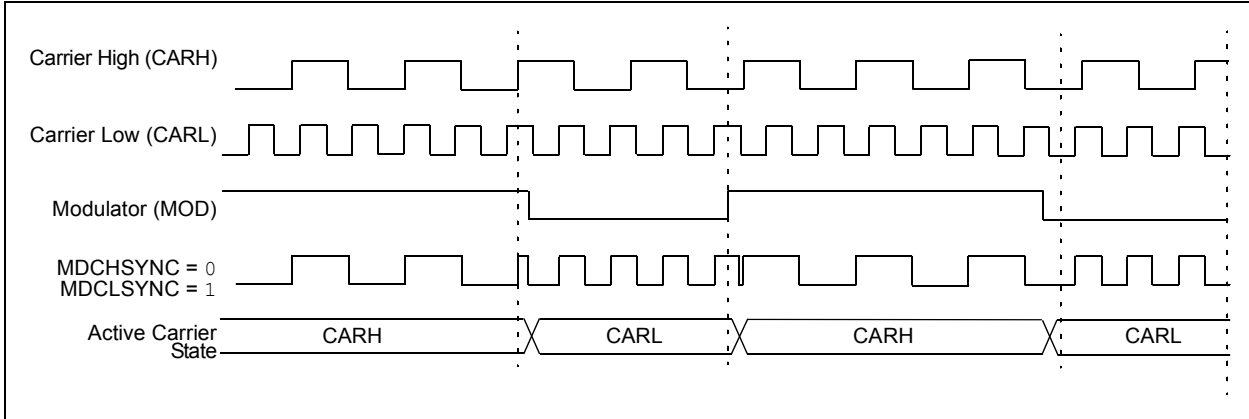 Carrier High (CARH)
Carrier Low (CARL)
Modulator (MOD)
MDCHSYNC = 0
MDCLSYNC = 1
Active Carrier
State
CARH
CARL
CARH
CARL